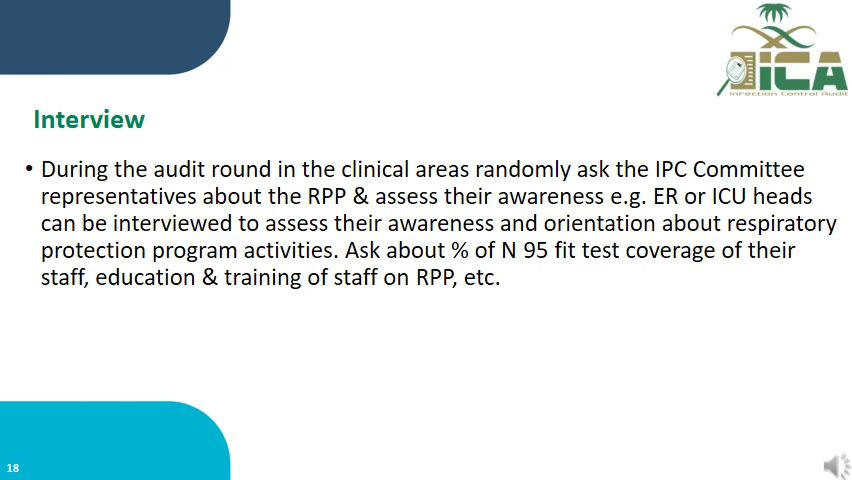 ICA
Infection Control Audit
Interview
• During the audit round in the clinical areas randomly ask the IPC Committee
representatives about the RPP & assess their awareness e.g. ER or ICU heads
can be interviewed to assess their awareness and orientation about respiratory
protection program activities. Ask about % of N 95 fit test coverage of their
staff, education & training of staff on RPP, etc.
18